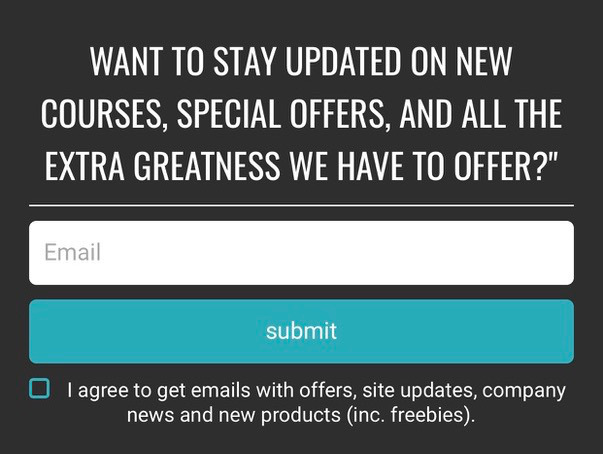 WANT TO STAY UPDATED ON NEW
COURSES, SPECIAL OFFERS, AND ALL THE
EXTRA GREATNESS WE HAVE TO OFFER?"
Email
submit
I agree to get emails with offers, site updates, company
news and new products (inc. freebies).